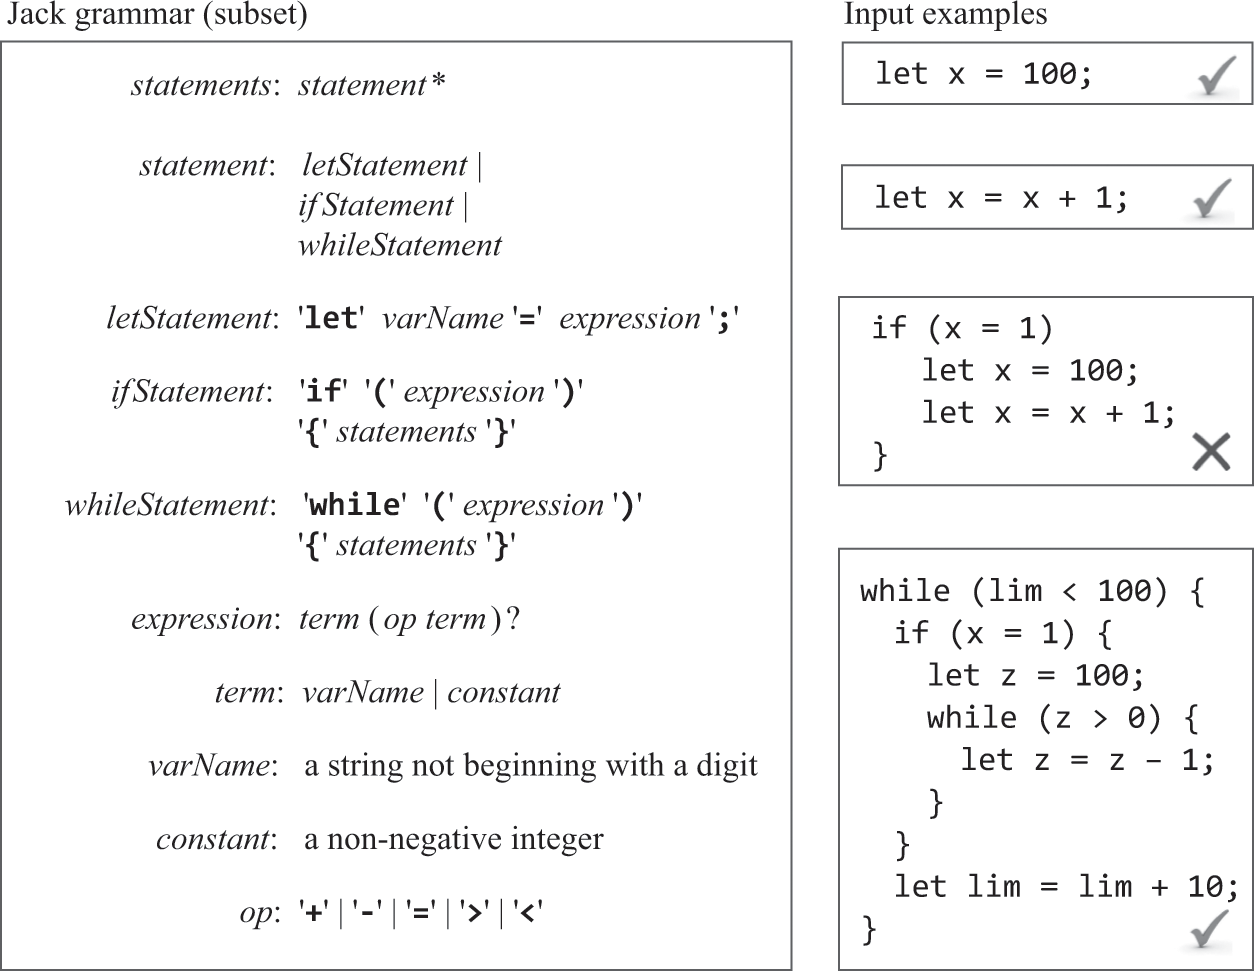 Jack grammar (subset)
statements: statement*
statement: letStatement |
ifStatement |
whileStatement
letStatement: 'let' varName '=' expression ';'
ifStatement: 'if' '(' expression ')'
'{' statements '}'
whileStatement: 'while' '(' expression ')'
'{' statements '}'
expression: term (op term)?
term: varName | constant
varName: a string not beginning with a digit
constant: a non-negative integer
op: '+' | '-' | '=' | '>' | '<'
Input examples
let x = 100;
let x = x + 1;
if (x = 1)
let x = 100;
let x = x + 1;
}
while (lim < 100) {
if (x = 1) {
let z = 100;
while (z > 0) {
let z = z – 1;
}
}
let lim = lim + 10;
}